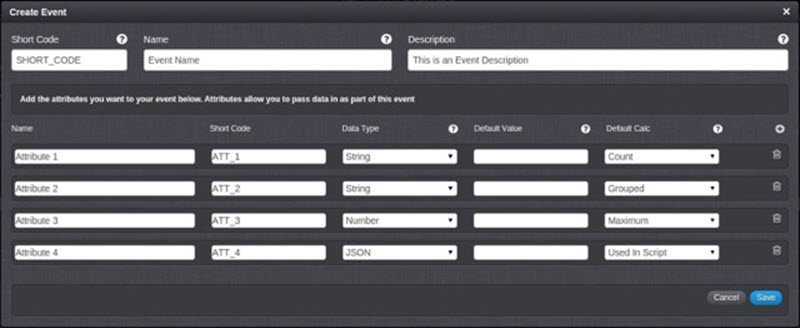 Create Event
Short Code ? Name ? Description ?
SHORT_CODE Event Name This is an Event Description
Add the attributes you want to your event below. Attributes allow you to pass data in as part of this event
Name Short Code Data Type ? Default Value ? Default Calc ?
Attribute 1 ATT_1 String Count
Attribute 2 ATT_2 String Grouped
Attribute 3 ATT_3 Number Maximum
Attribute 4 ATT_4 JSON Used In Script
Cancel Save